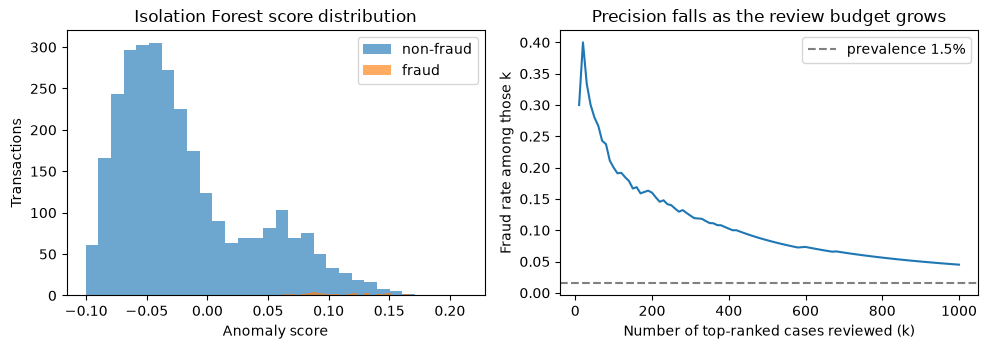 Isolation Forest score distribution
Transactions
300
250
200
150
100
50
0
non-fraud
fraud
−0.10 −0.05 0.00 0.05 0.10 0.15 0.20
Anomaly score
Precision falls as the review budget grows
Fraud rate among those k
0.40
0.35
0.30
0.25
0.20
0.15
0.10
0.05
0.00
prevalence 1.5%
0 200 400 600 800 1000
Number of top-ranked cases reviewed (k)